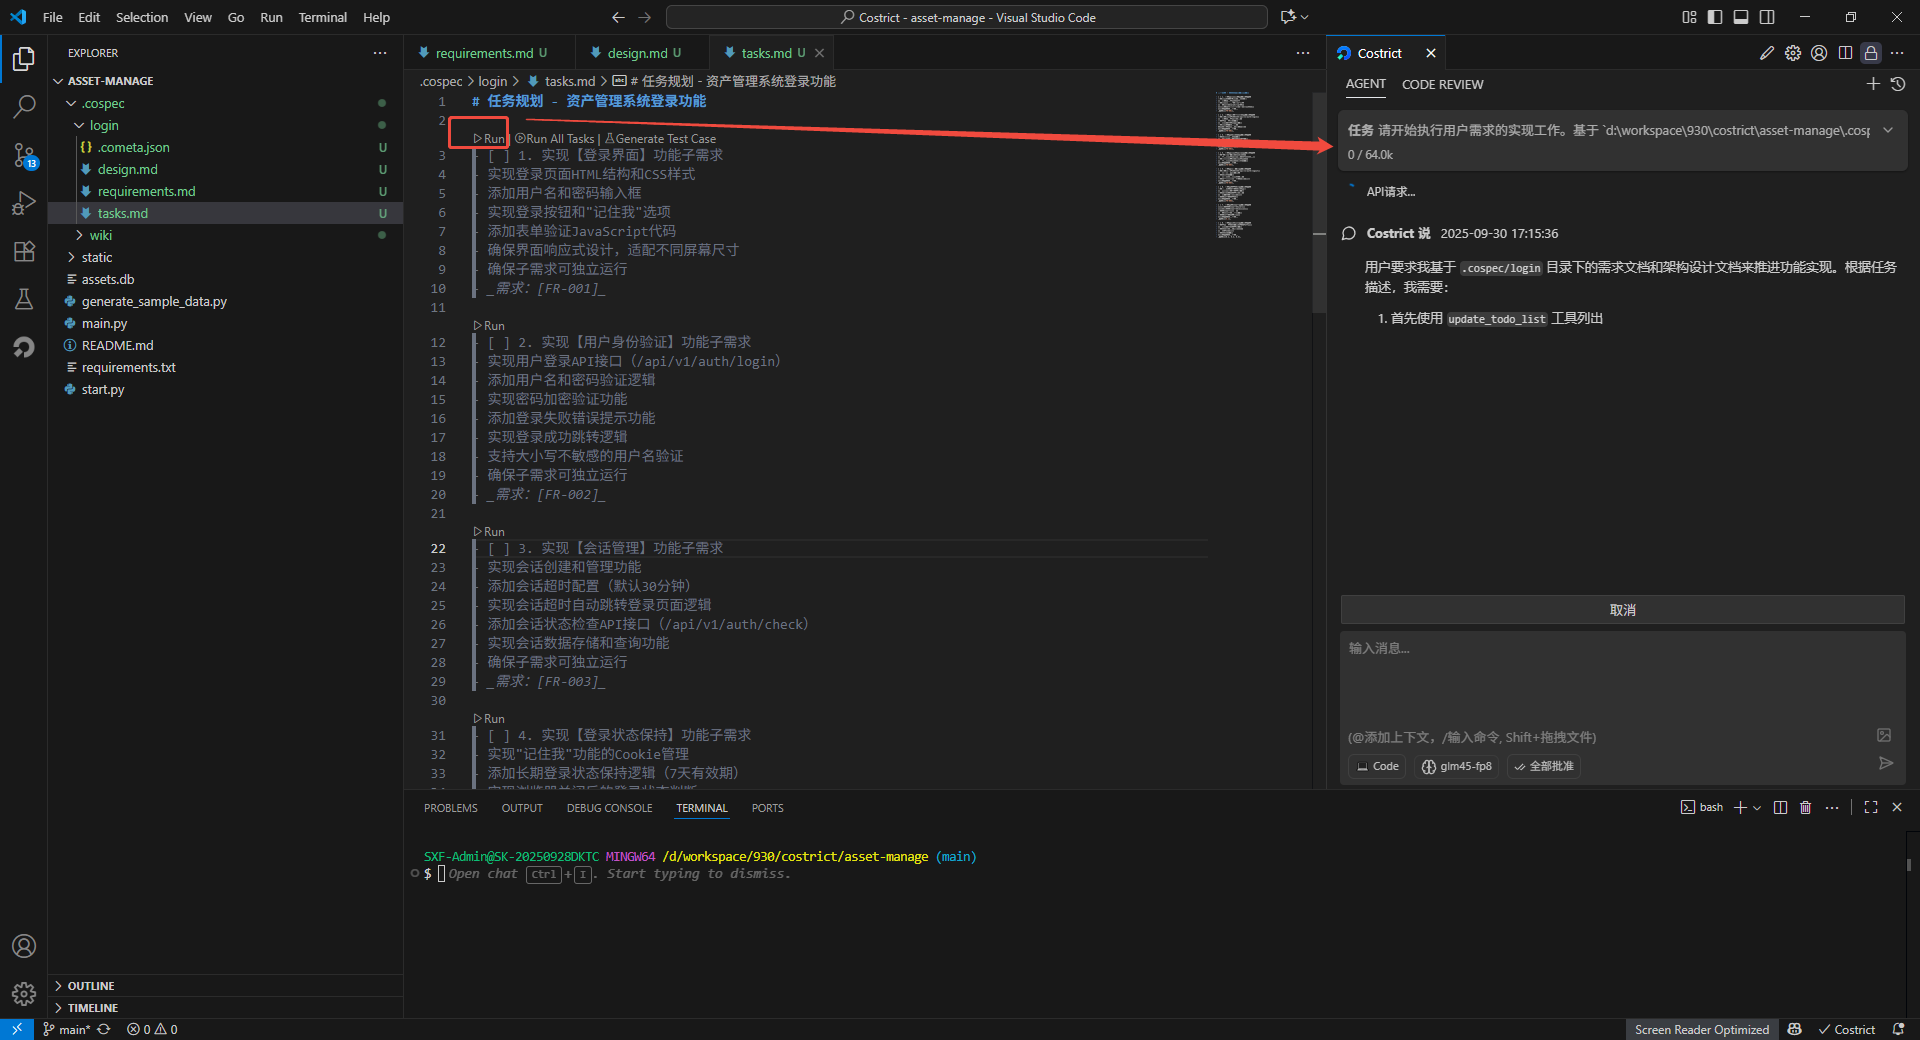 File Edit Selection View Go Run Terminal Help
Costrict - asset-manage - Visual Studio Code
EXPLORER
ASSET-MANAGE
.cospec
login
{} .cometa.json U
design.md U
requirements.md U
tasks.md U
wiki
static
assets.db
generate_sample_data.py
main.py
README.md
requirements.txt
start.py
OUTLINE
TIMELINE
13
requirements.md U
design.md U
tasks.md U
.cospec > login > tasks.md > # 任务规划 - 资产管理系统登录功能
1 # 任务规划 - 资产管理系统登录功能
2
Run | Run All Tasks | Generate Test Case
3 - [ ] 1. 实现【登录界面】功能子需求
4 - 实现登录页面HTML结构和CSS样式
5 - 添加用户名和密码输入框
6 - 实现登录按钮和"记住我"选项
7 - 添加表单验证JavaScript代码
8 - 确保界面响应式设计，适配不同屏幕尺寸
9 - 确保子需求可独立运行
10 - _需求：[FR-001]_
11
Run
12 - [ ] 2. 实现【用户身份验证】功能子需求
13 - 实现用户登录API接口（/api/v1/auth/login）
14 - 添加用户名和密码验证逻辑
15 - 实现密码加密验证功能
16 - 添加登录失败错误提示功能
17 - 实现登录成功跳转逻辑
18 - 支持大小写不敏感的用户名验证
19 - 确保子需求可独立运行
20 - _需求：[FR-002]_
21
Run
22 - [ ] 3. 实现【会话管理】功能子需求
23 - 实现会话创建和管理功能
24 - 添加会话超时配置（默认30分钟）
25 - 实现会话超时自动跳转登录页面逻辑
26 - 添加会话状态检查API接口（/api/v1/auth/check）
27 - 实现会话数据存储和查询功能
28 - 确保子需求可独立运行
29 - _需求：[FR-003]_
30
Run
31 - [ ] 4. 实现【登录状态保持】功能子需求
32 - 实现"记住我"功能的Cookie管理
33 - 添加长期登录状态保持逻辑（7天有效期）
Costrict
AGENT CODE REVIEW
任务 请开始执行用户需求的实现工作。基于 `d:\workspace\930\costrict\asset-manage\.cosp
0 / 64.0k
API请求...
Costrict 说 2025-09-30 17:15:36
用户要求我基于 .cospec/login 目录下的需求文档和架构设计文档来推进功能实现。根据任务
描述，我需要：
1. 首先使用 update_todo_list 工具列出
取消
输入消息...
(@添加上下文，/输入命令, Shift+拖拽文件)
Code glm45-fp8 全部批准
PROBLEMS OUTPUT DEBUG CONSOLE TERMINAL PORTS
bash
SXF-Admin@SK-20250928DKTC MINGW64 /d/workspace/930/costrict/asset-manage (main)
$ Open chat Ctrl+I. Start typing to dismiss.
main* 0 0
Screen Reader Optimized Costrict